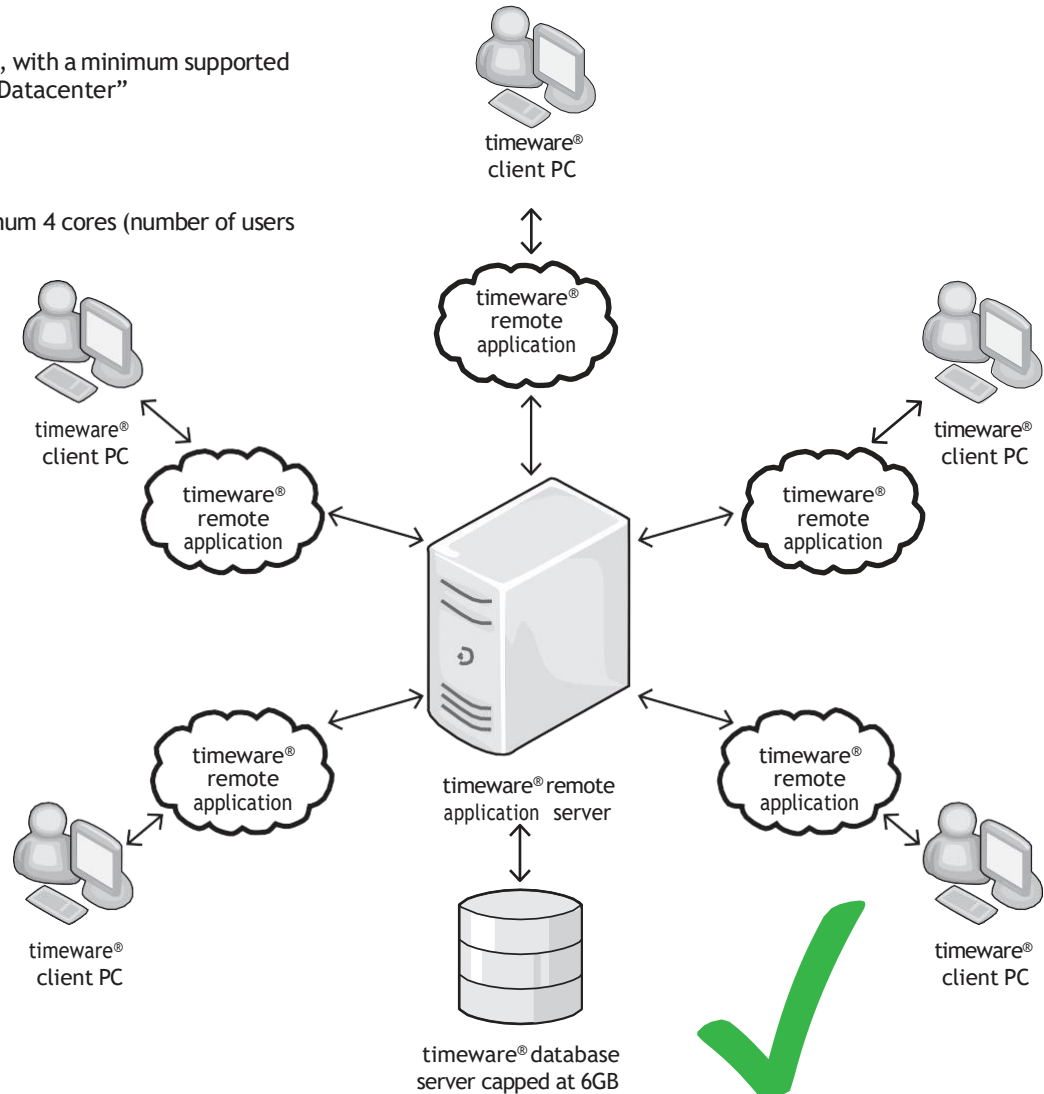 , with a minimum supported
Datacenter”
num 4 cores (number of users
timeware®
client PC
timeware®
remote
application
timeware®
client PC
timeware®
remote
application
timeware®
client PC
timeware®
remote
application
timeware®
remote
application
timeware®
client PC
timeware® remote
application server
timeware®
remote
application
timeware®
client PC
timeware® database
server capped at 6GB